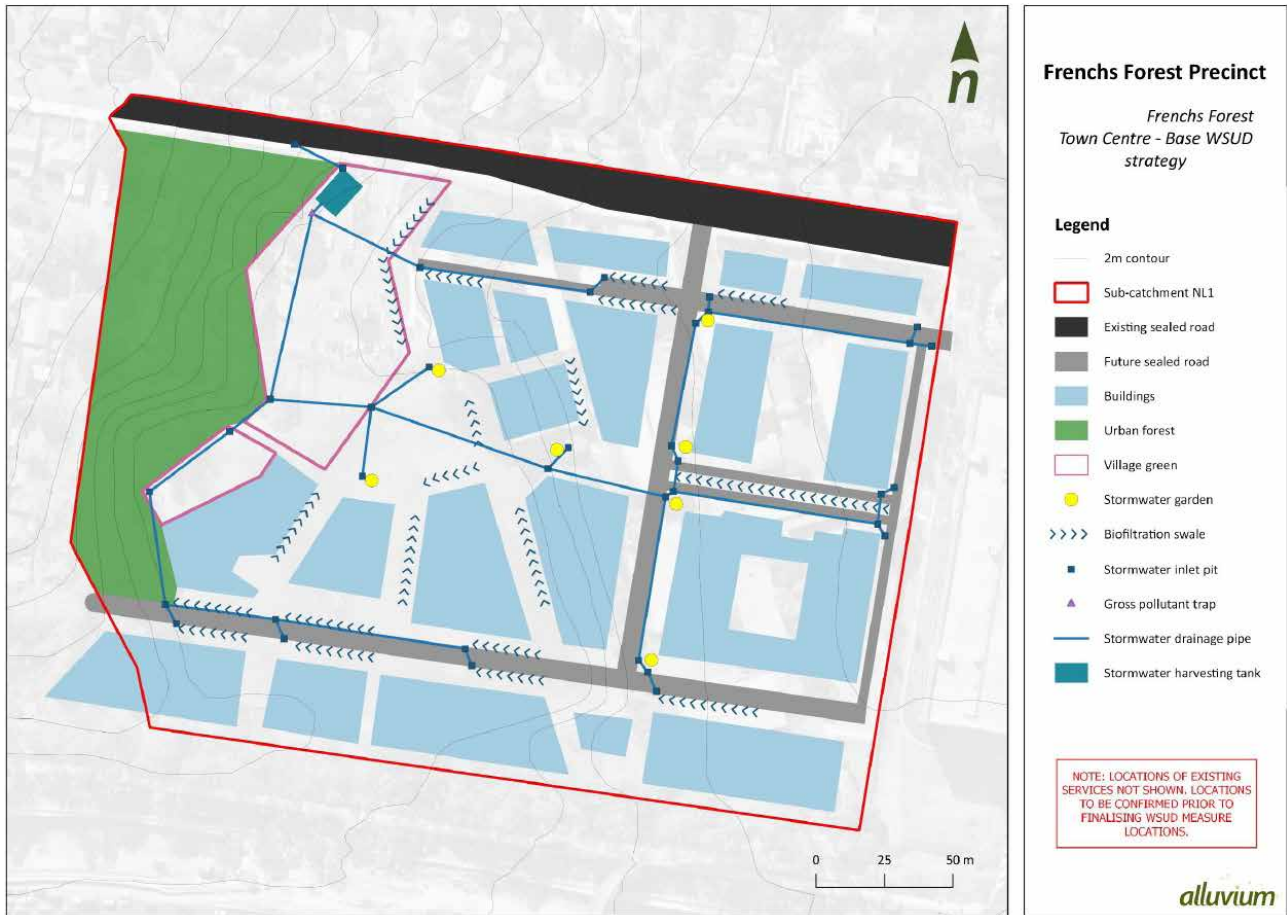 n
Frenchs Forest Precinct
Frenchs Forest
Town Centre - Base WSUD
strategy
Legend
2m contour
Sub-catchment NL1
Existing sealed road
Future sealed road
Buildings
Urban forest
Village green
Stormwater garden
Biofiltration swale
Stormwater inlet pit
Gross pollutant trap
Stormwater drainage pipe
Stormwater harvesting tank
NOTE: LOCATIONS OF EXISTING
SERVICES NOT SHOWN. LOCATIONS
TO BE CONFIRMED PRIOR TO
FINALISING WSUD MEASURE
LOCATIONS.
0 25 50 m
alluvium